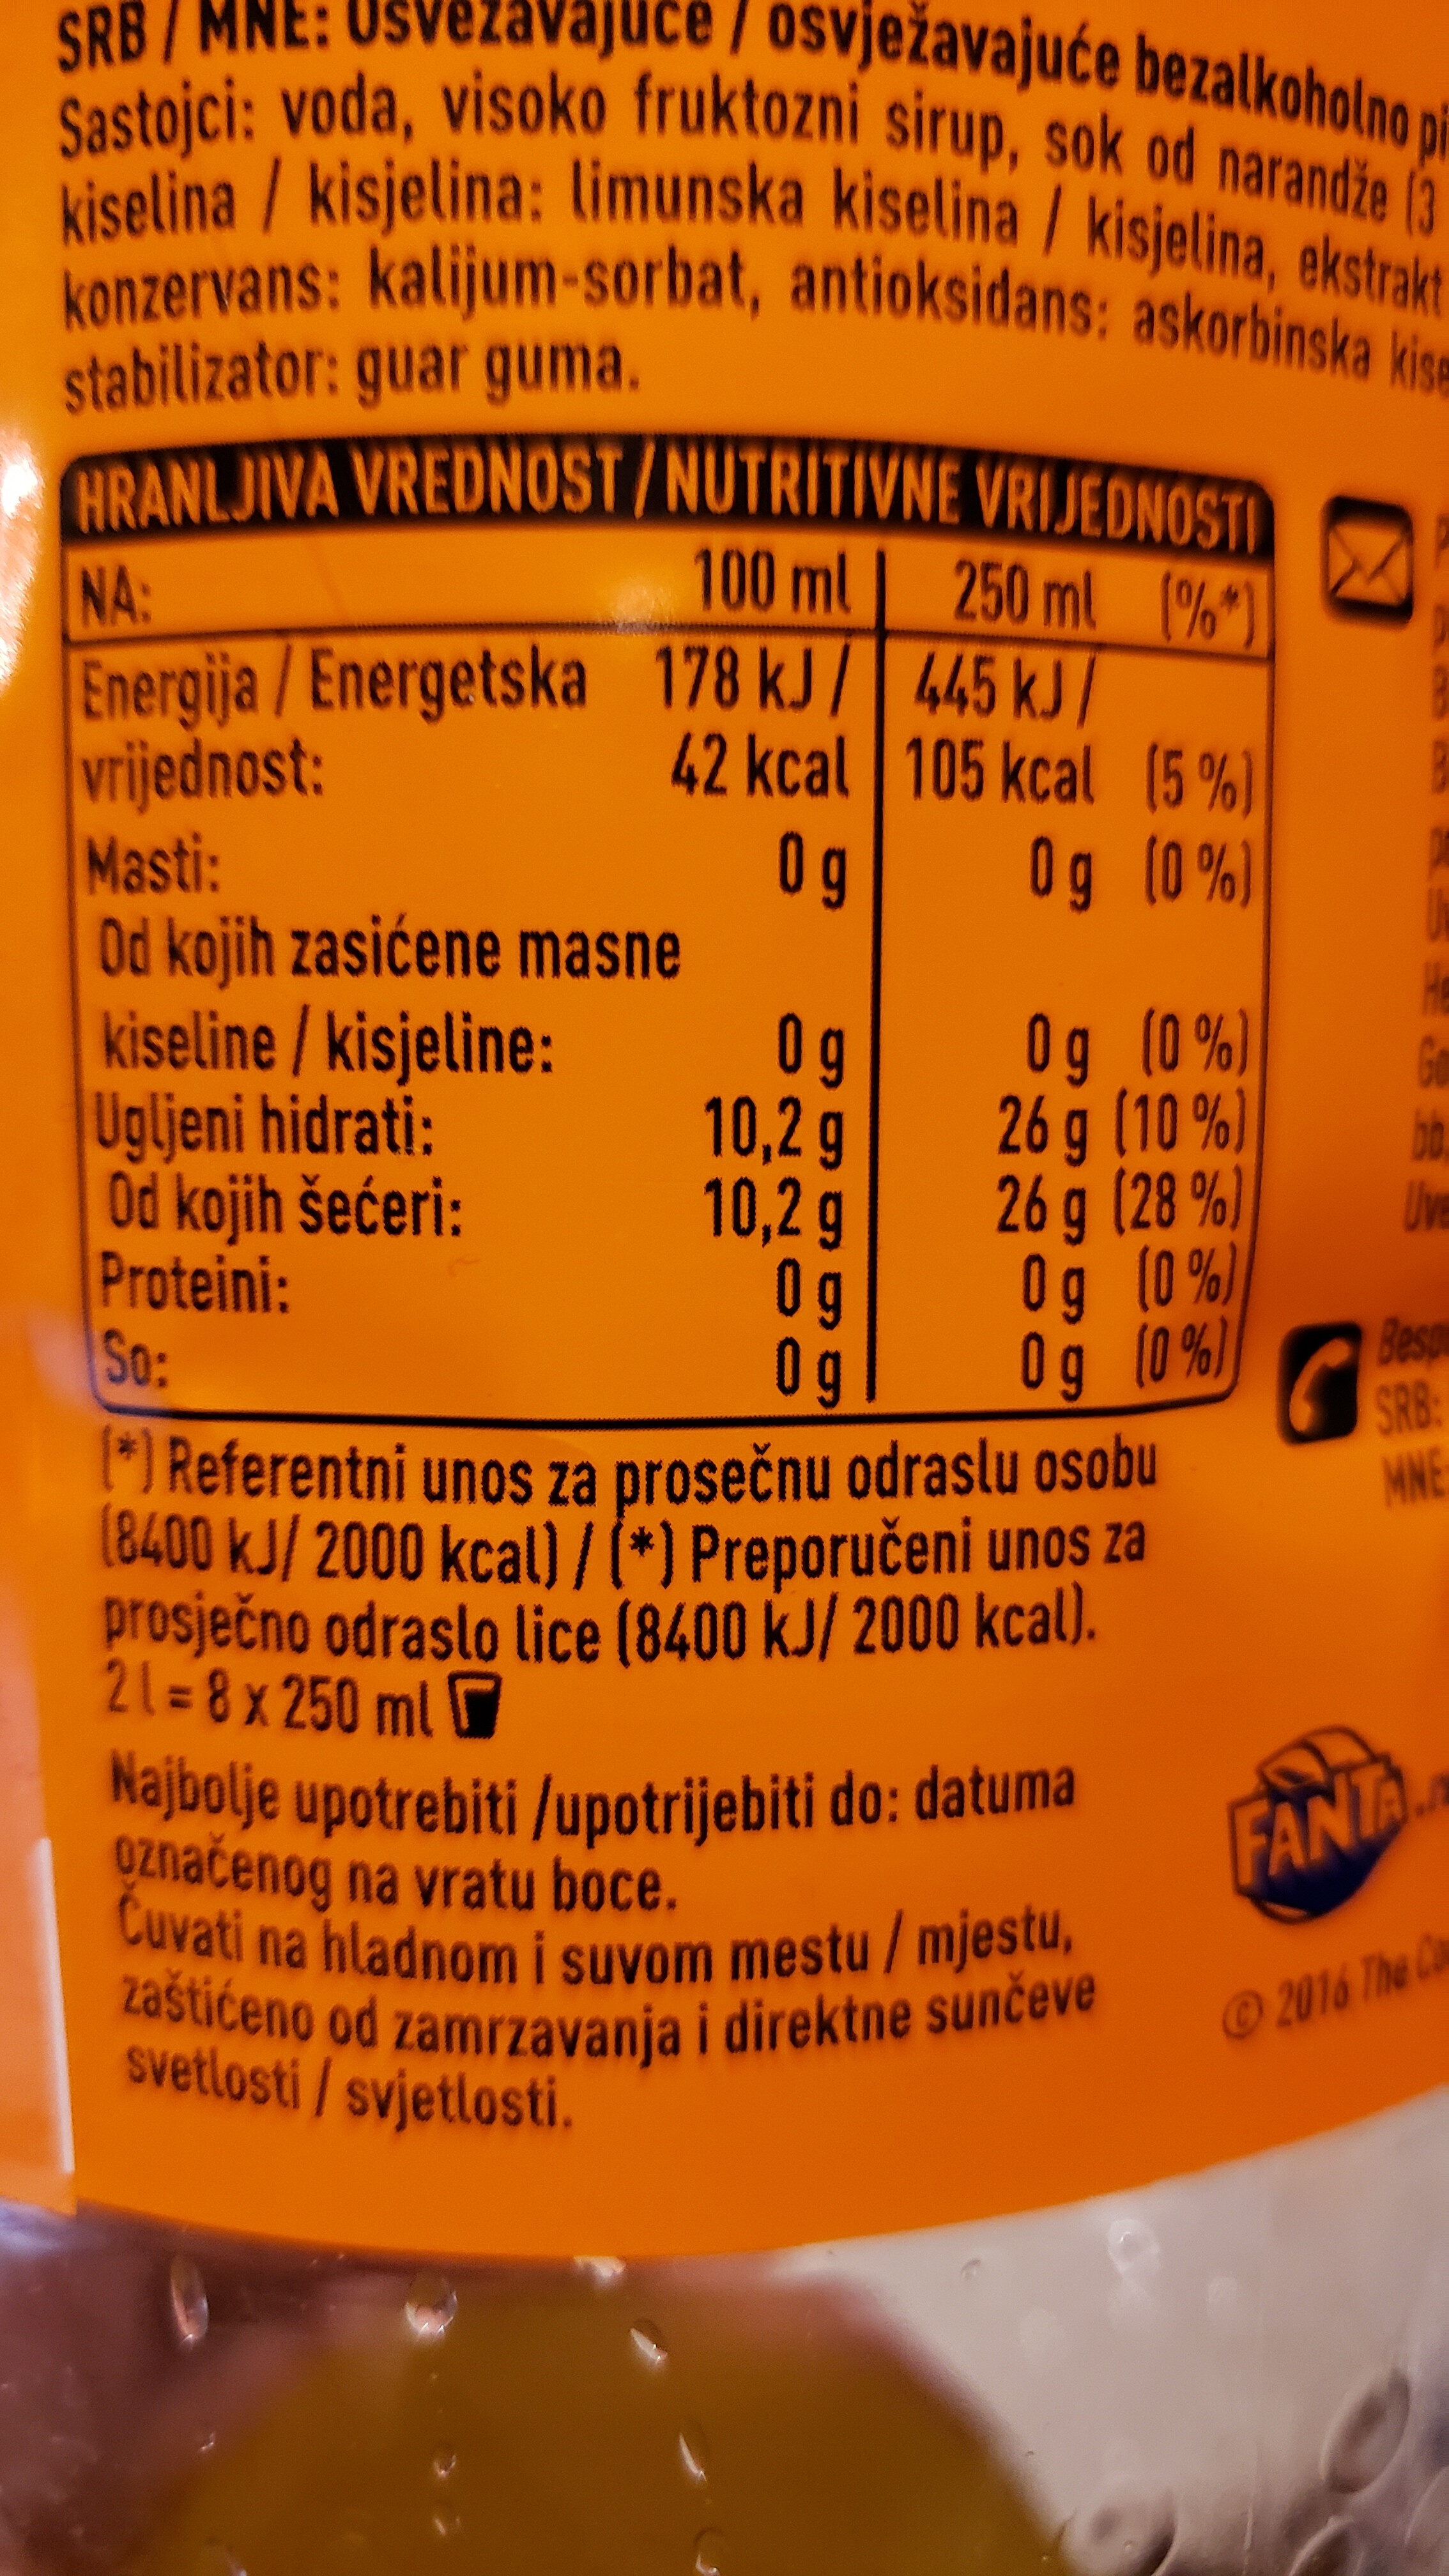 SRB / MNE: Osvežavajuće / osvježavajuće bezalkoholno
Sastojci: voda, visoko fruktozni sirup, sok od narandže (3
kiselina / kisjelina: limunska kiselina / kisjelina, ekstrakt
konzervans: kalijum-sorbat, antioksidans: askorbinska
stabilizator: guar guma.
HRANLJIVA VREDNOST / NUTRITIVNE VRIJEDNOSTI
NA: 100 ml 250 ml (%*)
Energija / Energetska 178 kJ / 445 kJ /
vrijednost: 42 kcal 105 kcal (5 %)
Masti: 0 g 0 g (0 %)
Od kojih zasićene masne
kiseline / kisjeline: 0 g 0 g (0 %)
Ugljeni hidrati: 10,2 g 26 g (10 %)
Od kojih šećeri: 10,2 g 26 g (28 %)
Proteini: 0 g 0 g (0 %)
So: 0 g 0 g (0 %)
(*) Referentni unos za prosečnu odraslu osobu
(8400 kJ/ 2000 kcal) / (*) Preporučeni unos za
prosječno odraslo lice (8400 kJ/ 2000 kcal).
2 l = 8 x 250 ml
Najbolje upotrebiti /upotrijebiti do: datuma
označenog na vratu boce.
Čuvati na hladnom i suvom mestu / mjestu,
zaštićeno od zamrzavanja i direktne sunčeve
svetlosti / svjetlosti.
SRB:
MNE:
FANTA
© 2016 The